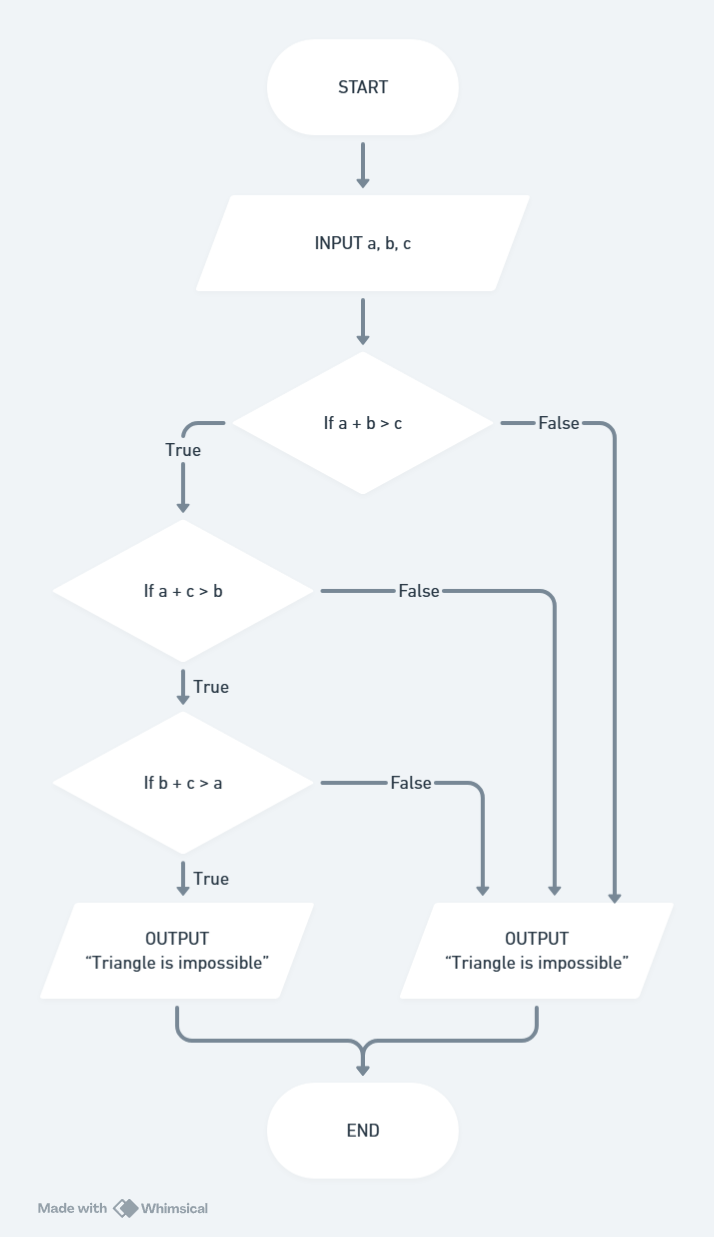 START
INPUT a, b, c
If a + b > c
True
False
If a + c > b
False
True
If b + c > a
False
True
OUTPUT
“Triangle is impossible”
OUTPUT
“Triangle is impossible”
END
Made with Whimsical